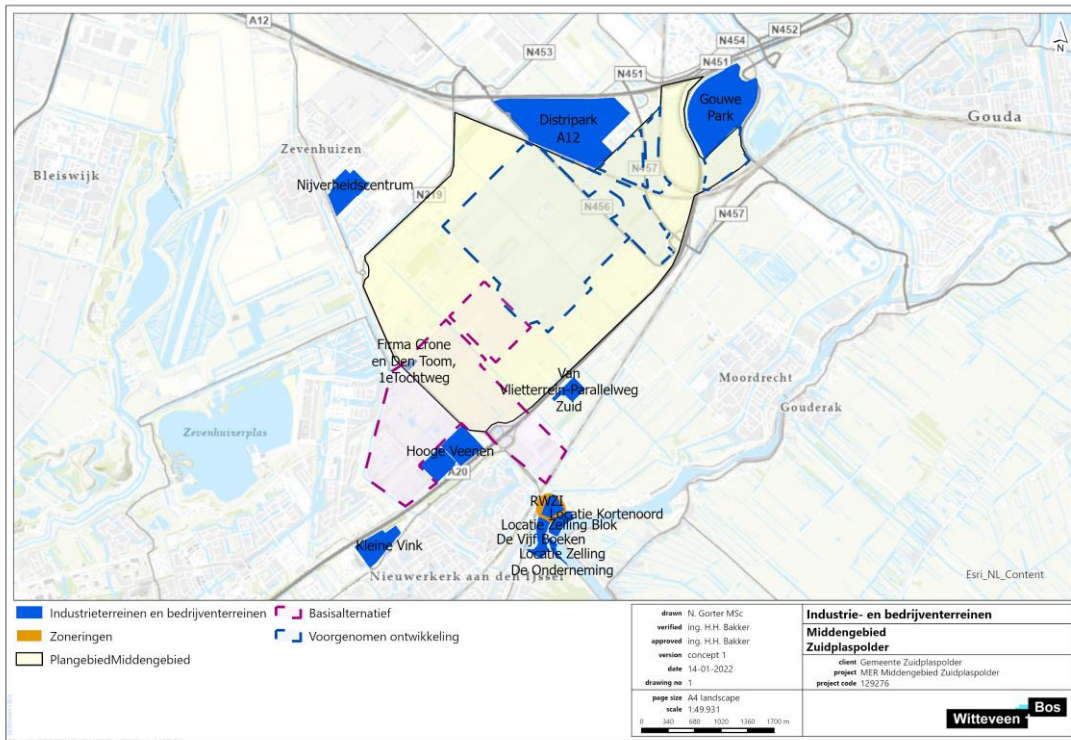 A12
N453
N451
N454
N452
N451
Gouwe
Park
Gouda
Distripark
A12
Zevenhuizen
Bleiswijk
Nijverheidscentrum
N219
N457
N456
N457
Firma Crone
en Den Toom,
1eTochtweg
Van
Vlietterrein-Parallelweg
Zuid
Moordrecht
Gouderak
Zevenhuizerplas
Hooge Veenen
A20
RWZI
Locatie Kortenoord
Locatie Zelling Blok
De Vijf Boeken
Locatie Zelling
De Onderneming
Kleine Vink
Nieuwerkerk aan den IJssel
Esri_NL_Content
N
Industrieterreinen en bedrijventerreinen
Basisalternatief
Zoneringen
Voorgenomen ontwikkeling
PlangebiedMiddengebied
drawn N. Gorter MSc
verified ing. H.H. Bakker
approved ing. H.H. Bakker
version concept 1
date 14-01-2022
drawing no 1
page size A4 landscape
scale 1:49.931
0 340 680 1020 1360 1700 m
Industrie- en bedrijventerreinen
Middengebied
Zuidplaspolder
client Gemeente Zuidplaspolder
project MER Middengebied Zuidplaspolder
project code 129276
Witteveen + Bos